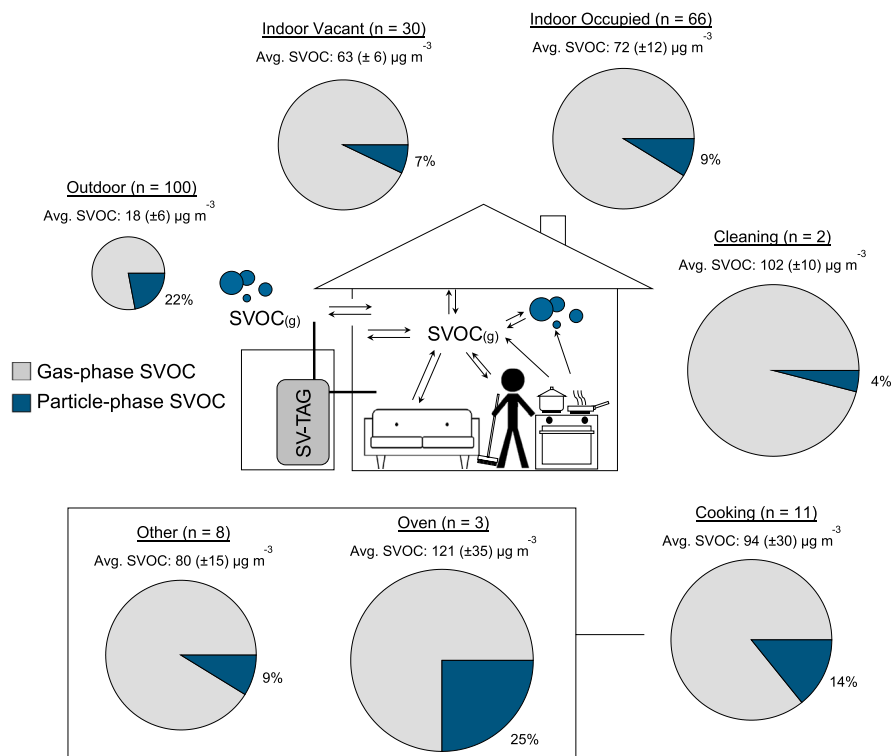 Indoor Vacant (n = 30)
Avg. SVOC: 63 (± 6) µg m⁻³
7%
Indoor Occupied (n = 66)
Avg. SVOC: 72 (±12) µg m⁻³
9%
Outdoor (n = 100)
Avg. SVOC: 18 (±6) µg m⁻³
22%
Cleaning (n = 2)
Avg. SVOC: 102 (±10) µg m⁻³
4%
SVOC(g)
SVOC(g)
Gas-phase SVOC
Particle-phase SVOC
SV-TAG
Other (n = 8)
Avg. SVOC: 80 (±15) µg m⁻³
9%
Oven (n = 3)
Avg. SVOC: 121 (±35) µg m⁻³
25%
Cooking (n = 11)
Avg. SVOC: 94 (±30) µg m⁻³
14%